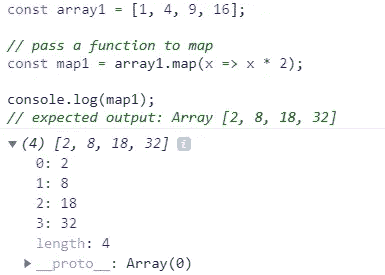 const array1 = [1, 4, 9, 16];
// pass a function to map
const map1 = array1.map(x => x * 2);
console.log(map1);
// expected output: Array [2, 8, 18, 32]
▼(4) [2, 8, 18, 32] i
0: 2
1: 8
2: 18
3: 32
length: 4
▶__proto__: Array(0)